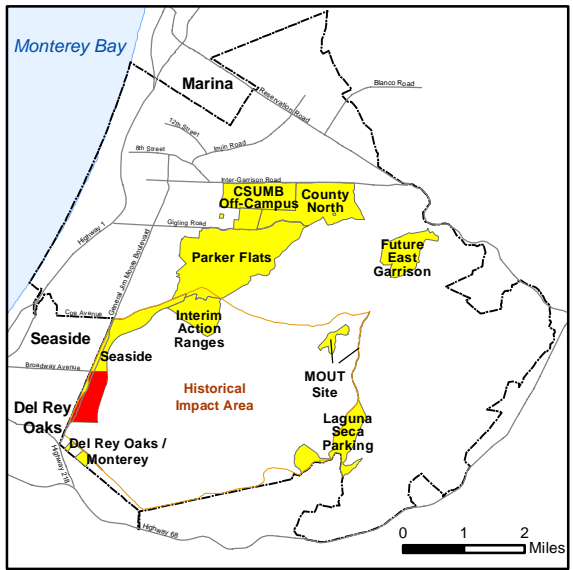 Monterey Bay
Marina
Blanco Road
Reservation Road
12th Street
Imjin Road
8th Street
Inter-Garrison Road
CSUMB
Off-Campus
County
North
Gigling Road
Highway 1
General Jim Moore Boulevard
Parker Flats
Future
East
Garrison
Coe Avenue
Interim
Action
Ranges
Seaside
Seaside
Broadway Avenue
MOUT
Site
Historical
Impact Area
Del Rey
Oaks
Laguna
Seca
Parking
Del Rey Oaks /
Monterey
Highway 218
Highway 68
0 1 2
Miles